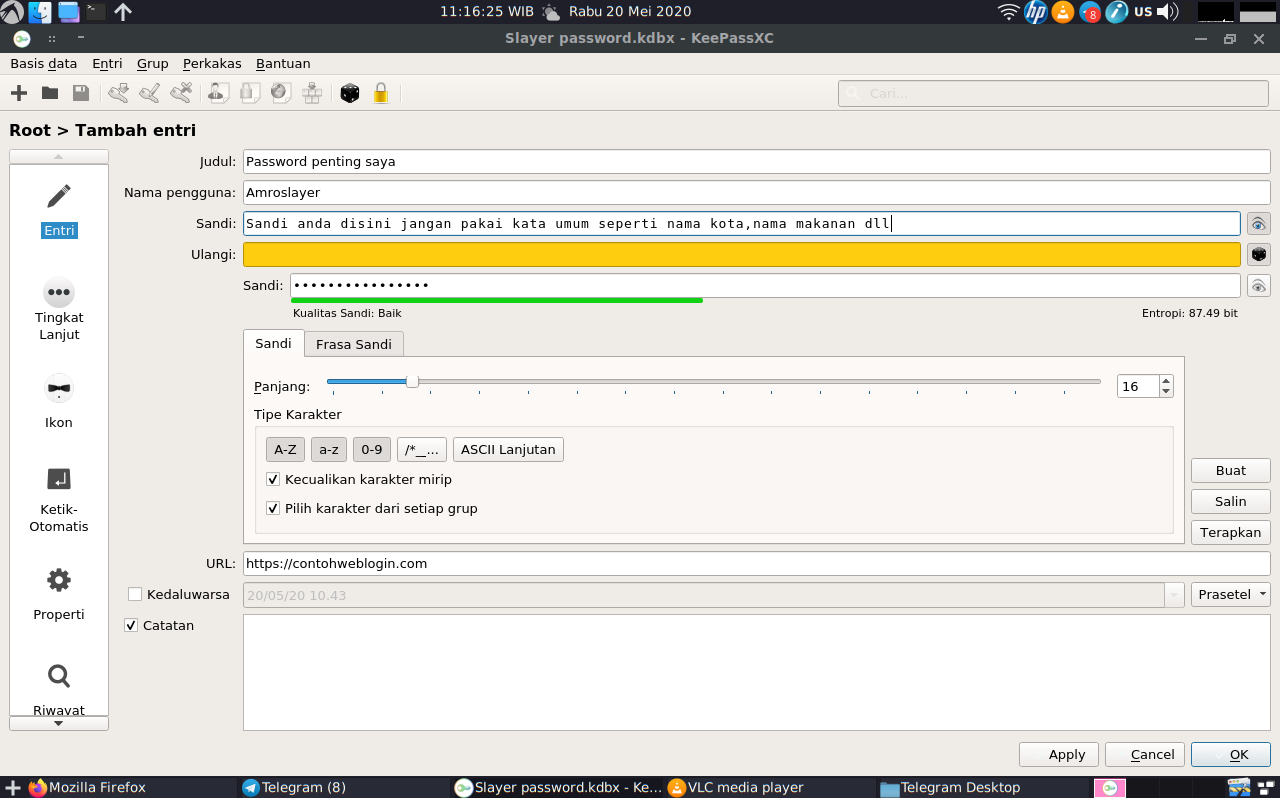 11:16:25 WIB Rabu 20 Mei 2020 hp 8 US
Slayer password.kdbx - KeePassXC
Basis data Entri Grup Perkakas Bantuan
Cari...
Root > Tambah entri
Judul: Password penting saya
Nama pengguna: Amroslayer
Entri
Sandi: Sandi anda disini jangan pakai kata umum seperti nama kota,nama makanan dll
Ulangi:
Sandi: ••••••••••••••••
Kualitas Sandi: Baik Entropi: 87.49 bit
Tingkat
Lanjut
Sandi Frasa Sandi
Panjang: 16
Tipe Karakter
Ikon
A-Z a-z 0-9 /*_... ASCII Lanjutan
Kecualikan karakter mirip
Buat
Ketik-
Otomatis
Pilih karakter dari setiap grup
Salin
Terapkan
URL: https://contohweblogin.com
Kedaluwarsa 20/05/20 10.43 Prasetel
Properti
Catatan
Riwayat
Apply Cancel OK
Mozilla Firefox Telegram (8) Slayer password.kdbx - Ke... VLC media player Telegram Desktop